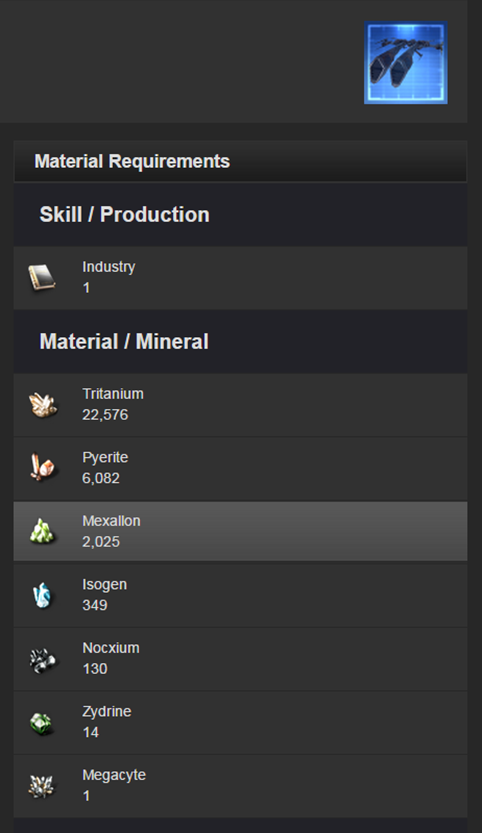 Material Requirements
Skill / Production
Industry
1
Material / Mineral
Tritanium
22,576
Pyerite
6,082
Mexallon
2,025
Isogen
349
Nocxium
130
Zydrine
14
Megacyte
1